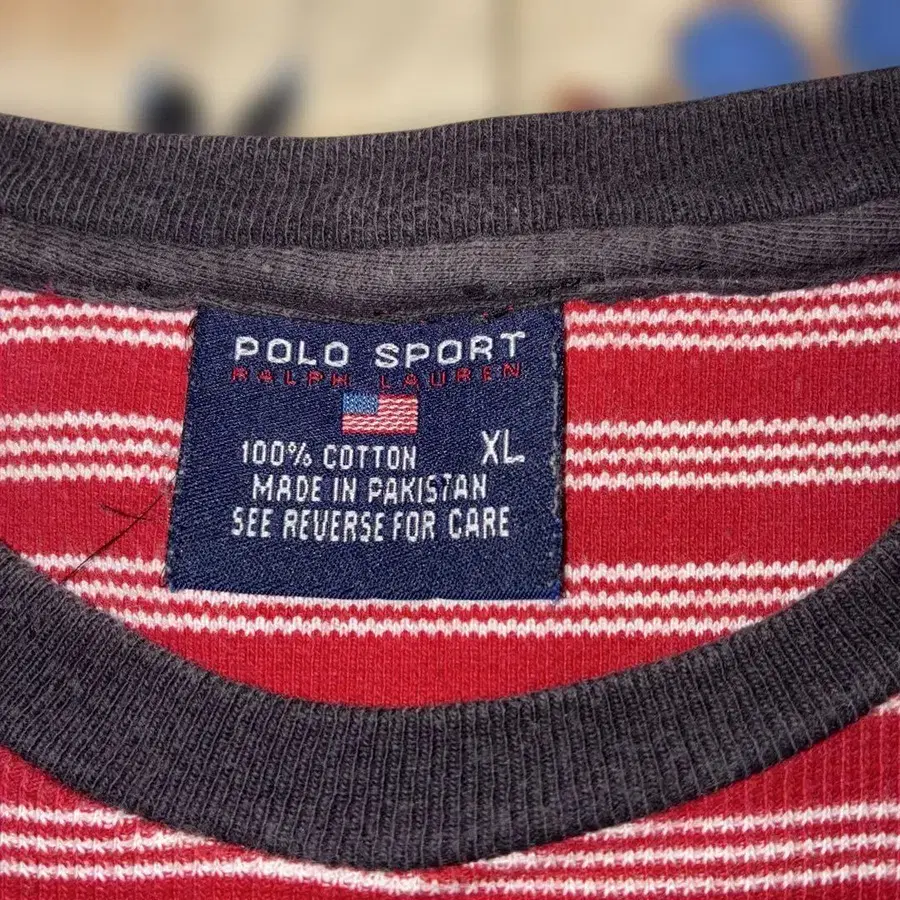 POLO SPORT
RALPH LAUREN
100% COTTON XL
MADE IN PAKISTAN
SEE REVERSE FOR CARE